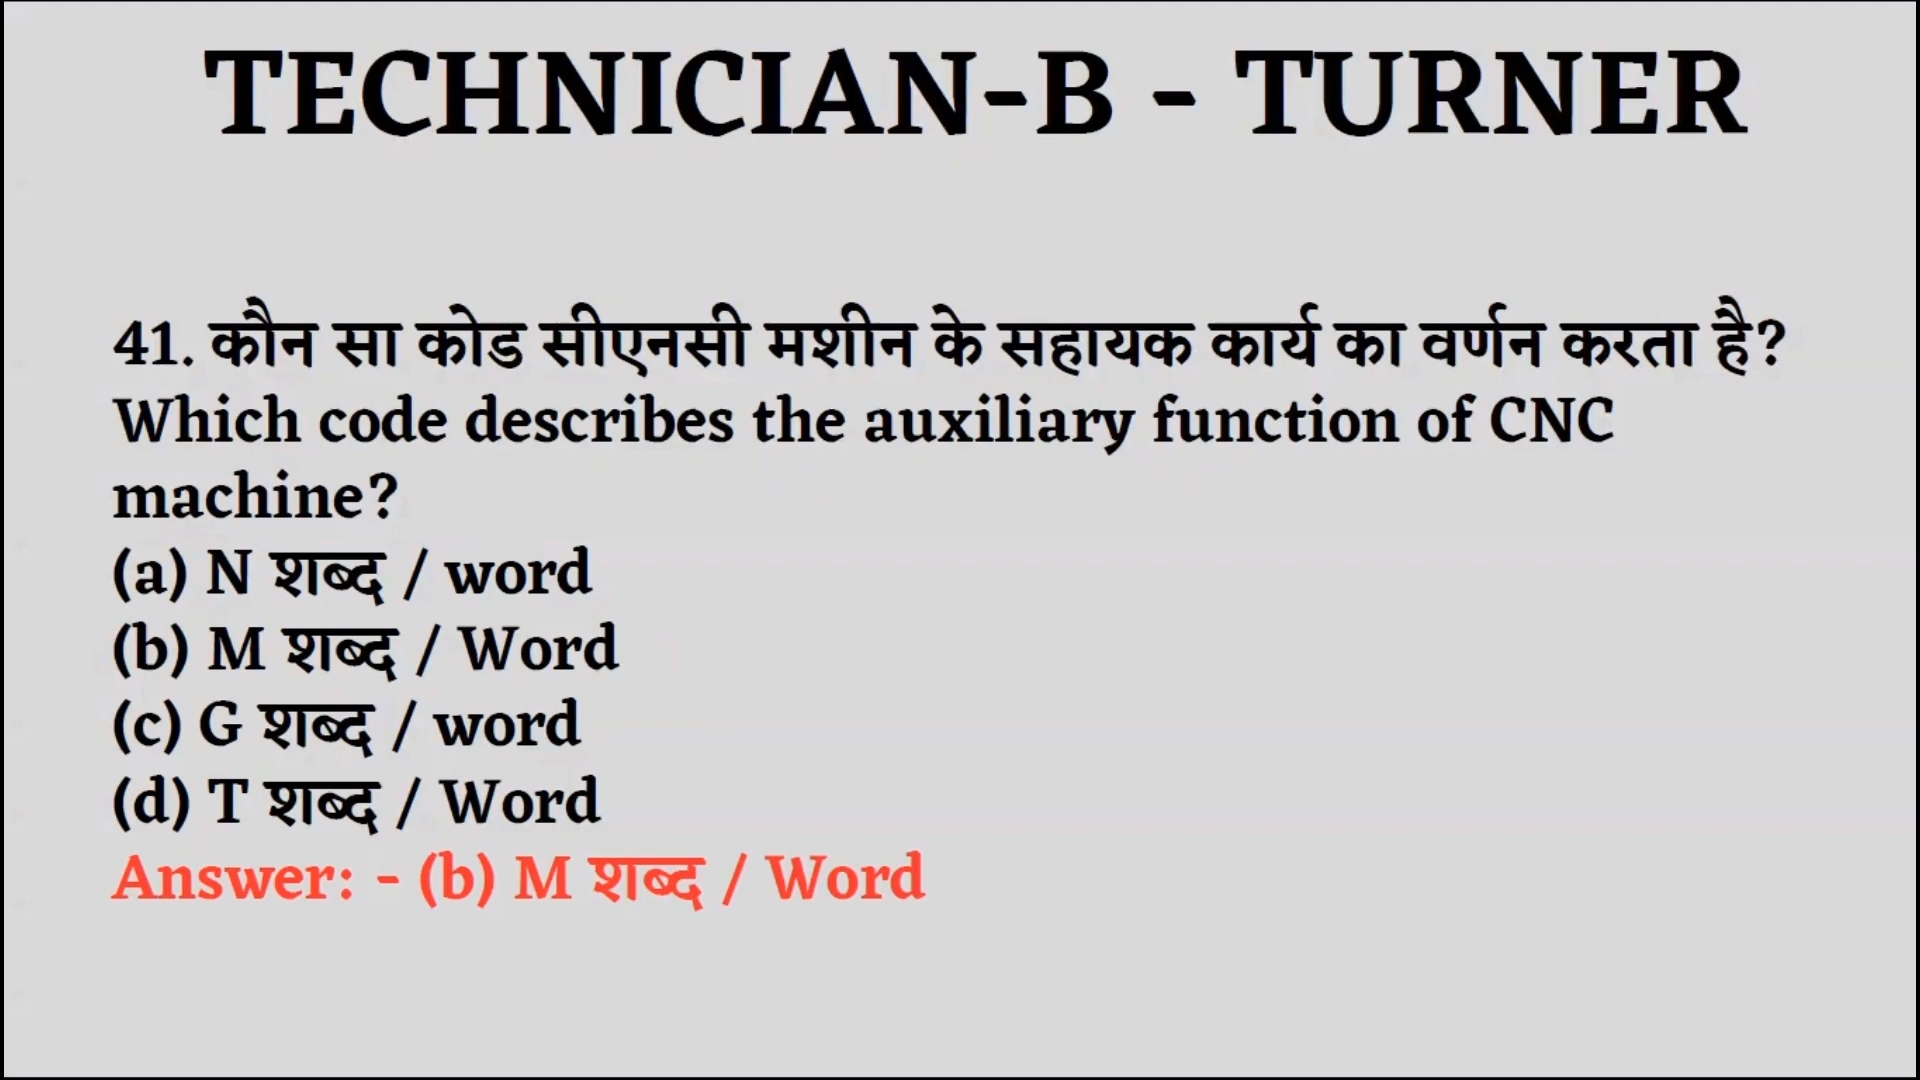 TECHNICIAN-B - TURNER
41. कौन सा कोड सीएनसी मशीन के सहायक कार्य का वर्णन करता है?
Which code describes the auxiliary function of CNC
machine?
(a) N शब्द / word
(b) M शब्द / Word
(c) G शब्द / word
(d) T शब्द / Word
Answer: - (b) M शब्द / Word